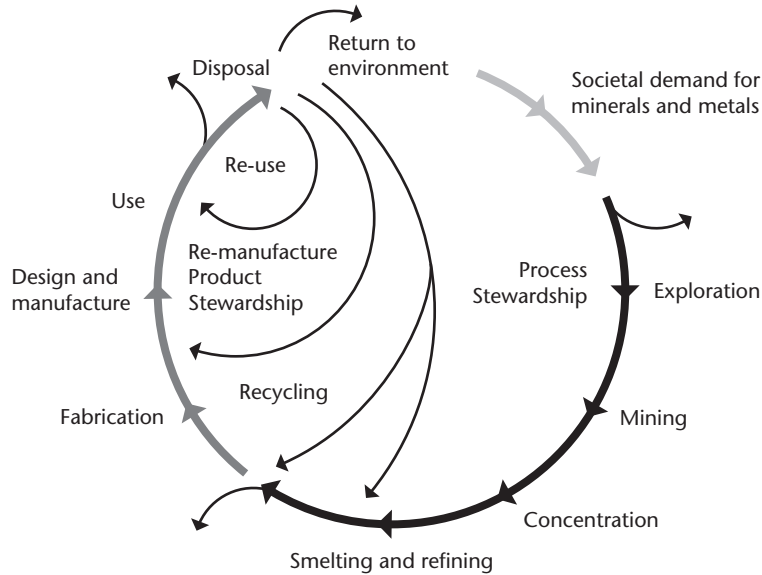 Return to
environment
Disposal
Societal demand for
minerals and metals
Re-use
Use
Re-manufacture
Product
Stewardship
Process
Stewardship
Design and
manufacture
Exploration
Recycling
Fabrication
Mining
Concentration
Smelting and refining